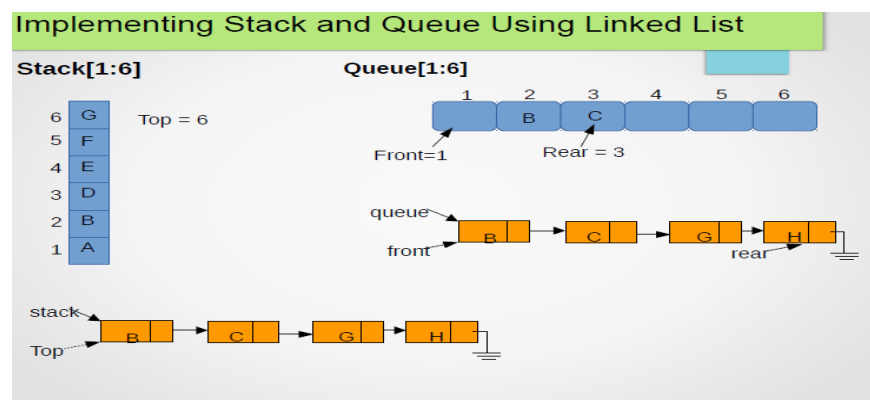 Implementing Stack and Queue Using Linked List
Stack[1:6]
6 G
5 F
4 E
3 D
2 B
1 A
Top = 6
Queue[1:6]
1 2 3 4 5 6
B C
Front=1
Rear = 3
queue
front
B C G H
rear
stack
Top
B C G H